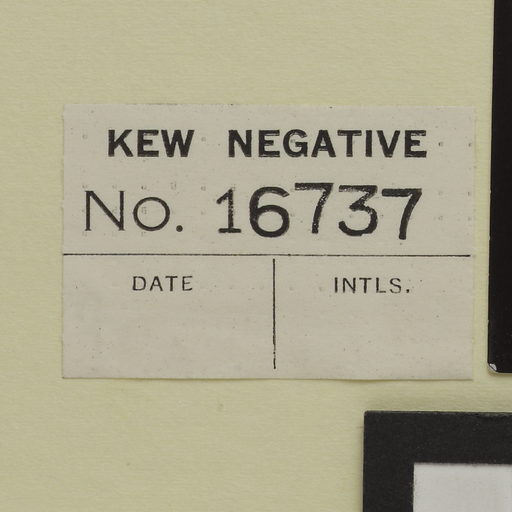 KEW NEGATIVE
No. 16737
DATE INTLS.